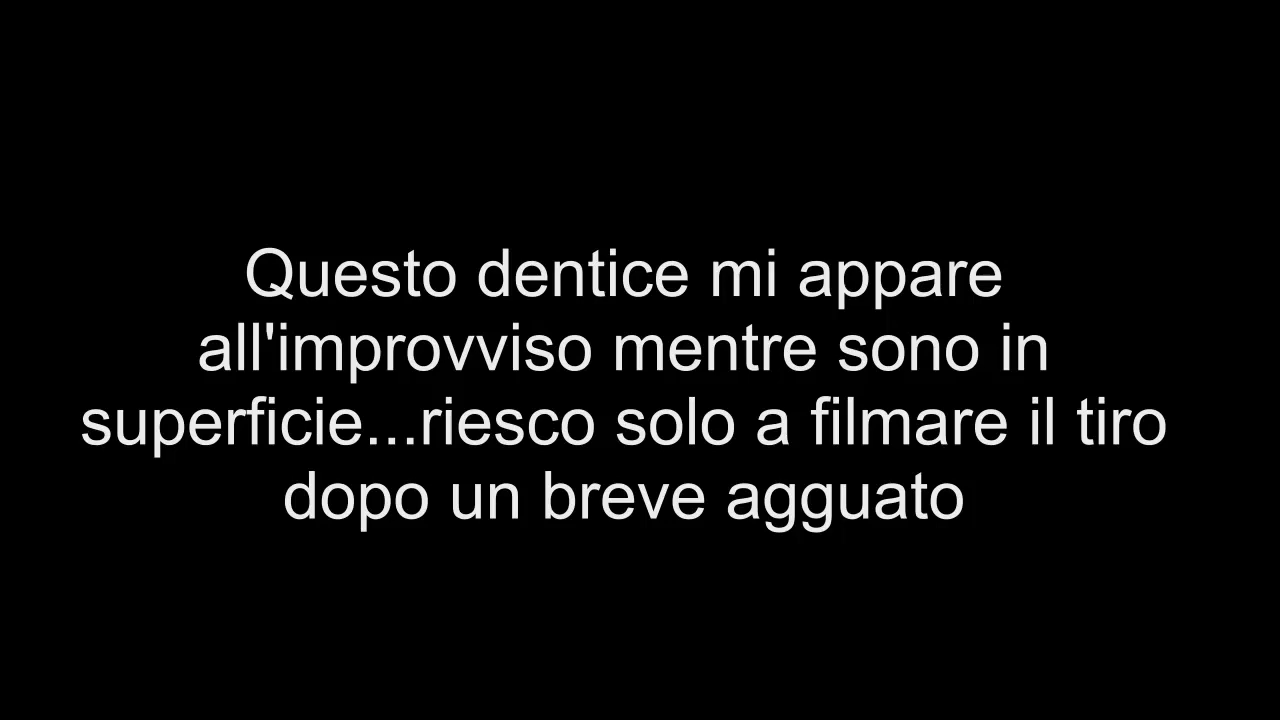 Questo dentice mi appare
all'improvviso mentre sono in
superficie...riesco solo a filmare il tiro
dopo un breve agguato